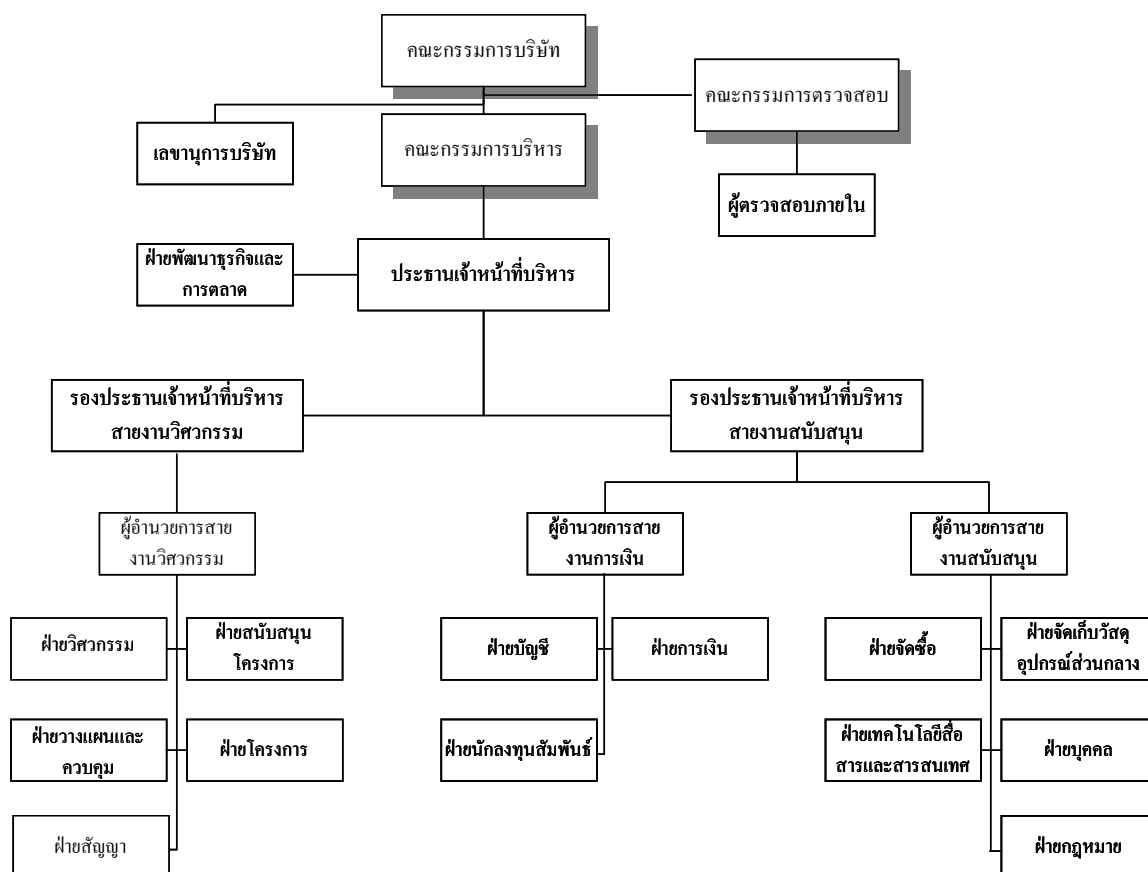 คณะกรรมการบริษัท
คณะกรรมการตรวจสอบ
เลขานุการบริษัท
คณะกรรมการบริหาร
ผู้ตรวจสอบภายใน
ฝ่ายพัฒนาธุรกิจและ
การตลาด
ประธานเจ้าหน้าที่บริหาร
รองประธานเจ้าหน้าที่บริหาร
สายงานวิศวกรรม
รองประธานเจ้าหน้าที่บริหาร
สายงานสนับสนุน
ผู้อำนวยการสาย
งานวิศวกรรม
ผู้อำนวยการสาย
งานการเงิน
ผู้อำนวยการสาย
งานสนับสนุน
ฝ่ายวิศวกรรม
ฝ่ายสนับสนุน
โครงการ
ฝ่ายบัญชี
ฝ่ายการเงิน
ฝ่ายจัดซื้อ
ฝ่ายจัดเก็บวัสดุ
อุปกรณ์ส่วนกลาง
ฝ่ายวางแผนและ
ควบคุม
ฝ่ายโครงการ
ฝ่ายนักลงทุนสัมพันธ์
ฝ่ายเทคโนโลยีสื่อ
สารและสารสนเทศ
ฝ่ายบุคคล
ฝ่ายสัญญา
ฝ่ายกฎหมาย